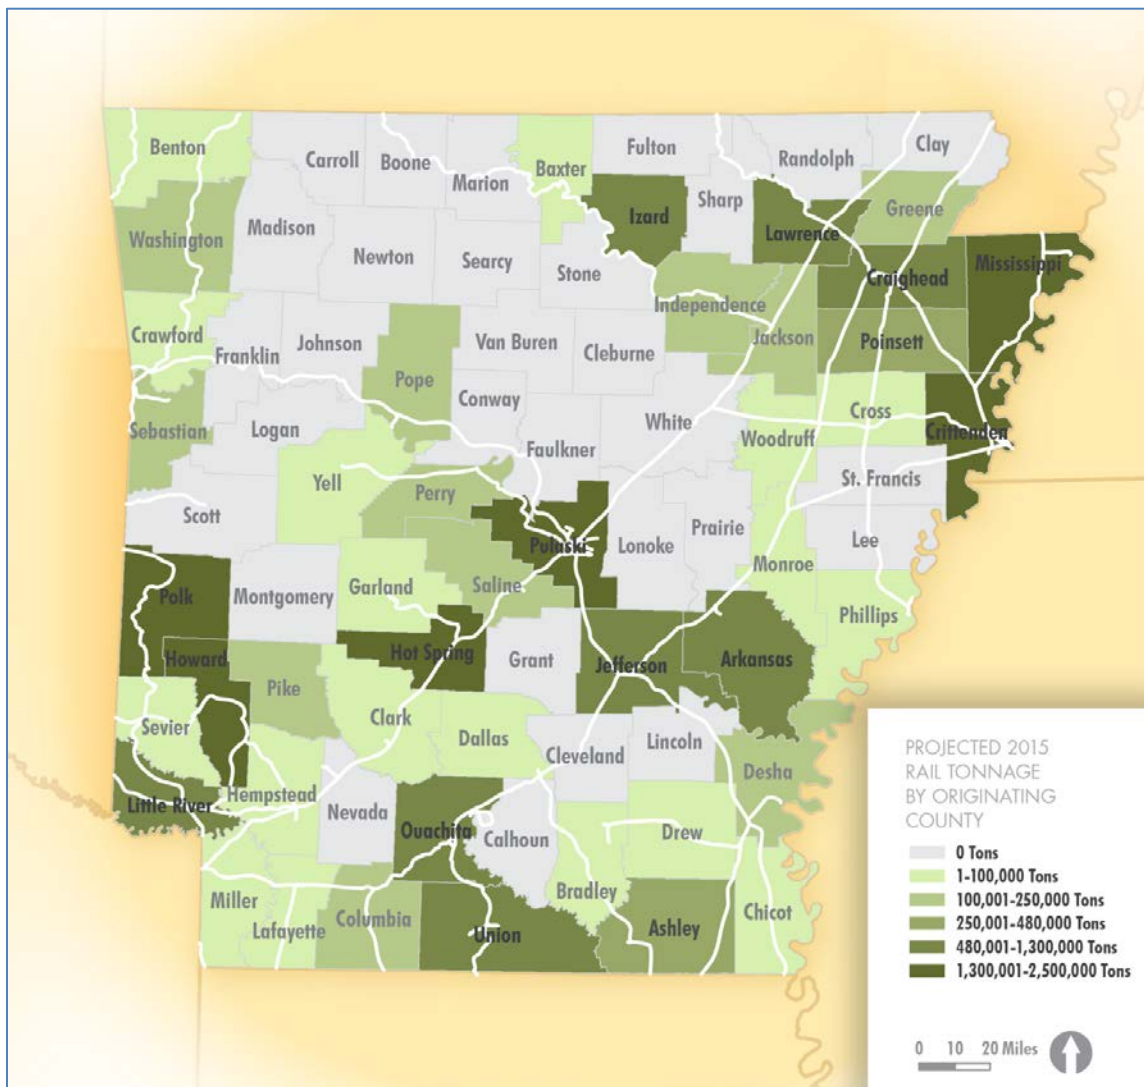 Benton
Carroll
Boone
Marion
Baxter
Fulton
Randolph
Clay
Izard
Sharp
Lawrence
Greene
Washington
Madison
Newton
Searcy
Stone
Independence
Craighead
Mississippi
Crawford
Franklin
Johnson
Van Buren
Cleburne
Jackson
Poinsett
Pope
Conway
Sebastian
Logan
Faulkner
White
Woodruff
Cross
Crittenden
Yell
Perry
St. Francis
Scott
Pulaski
Lonoke
Prairie
Lee
Monroe
Polk
Montgomery
Garland
Saline
Phillips
Howard
Hot Spring
Grant
Jefferson
Arkansas
Pike
Sevier
Clark
Dallas
Cleveland
Lincoln
Desha
Little River
Hempstead
Nevada
Ouachita
Calhoun
Drew
Miller
Lafayette
Columbia
Union
Bradley
Ashley
Chicot
PROJECTED 2015
RAIL TONNAGE
BY ORIGINATING
COUNTY
0 Tons
1-100,000 Tons
100,001-250,000 Tons
250,001-480,000 Tons
480,001-1,300,000 Tons
1,300,001-2,500,000 Tons
0 10 20 Miles